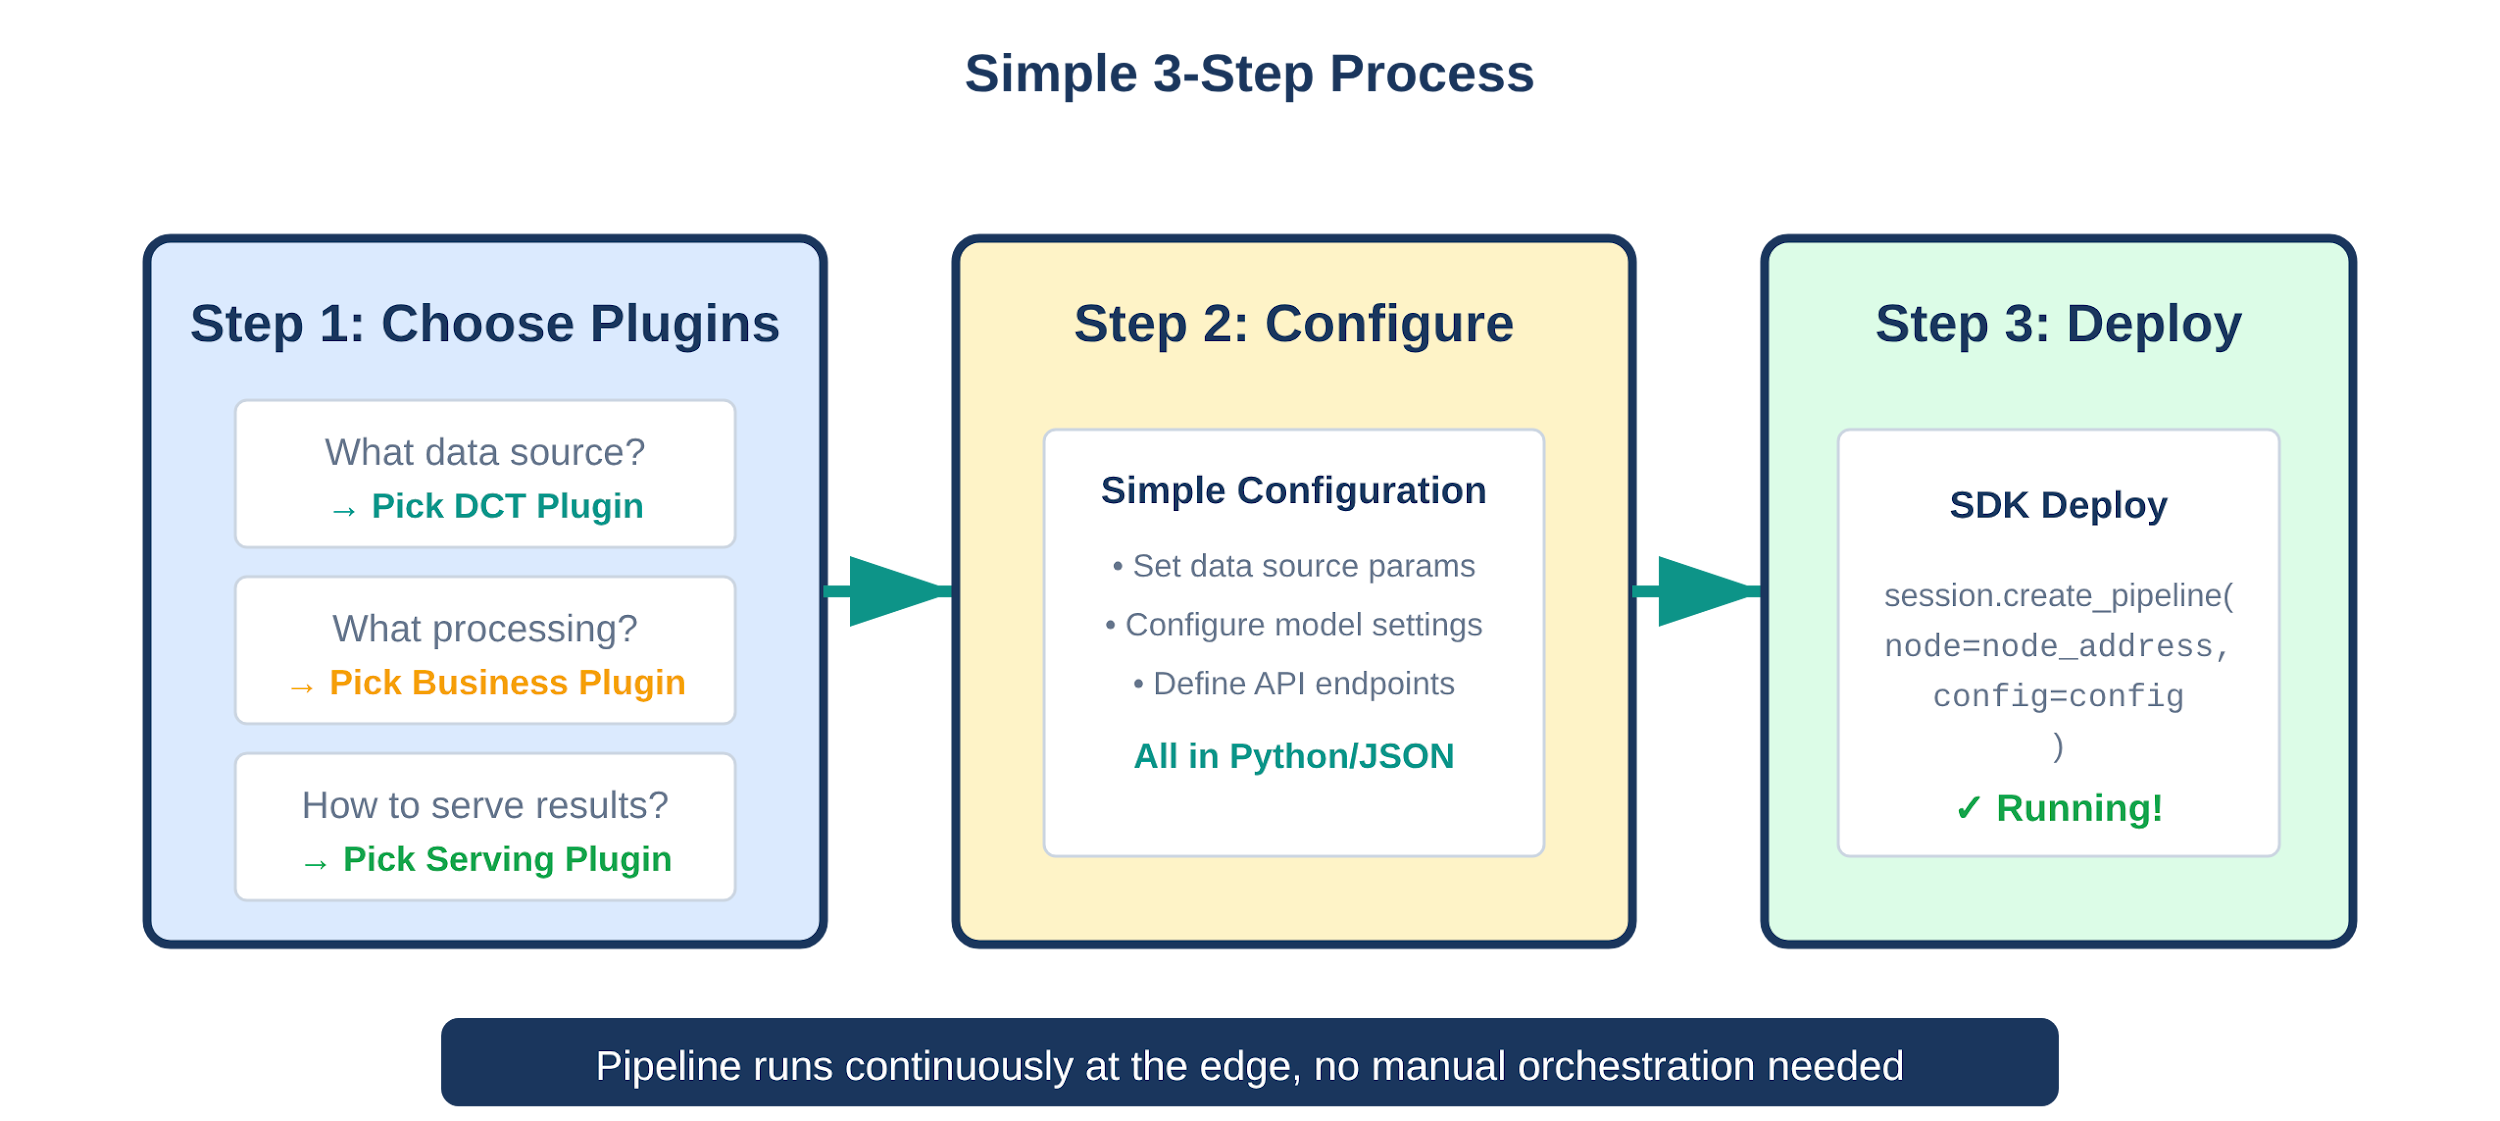 Simple 3-Step Process
Step 1: Choose Plugins
What data source?
→ Pick DCT Plugin
What processing?
→ Pick Business Plugin
How to serve results?
→ Pick Serving Plugin
Step 2: Configure
Simple Configuration
• Set data source params
• Configure model settings
• Define API endpoints
All in Python/JSON
Step 3: Deploy
SDK Deploy
session.create_pipeline(
node=node_address,
config=config
)
✓ Running!
Pipeline runs continuously at the edge, no manual orchestration needed